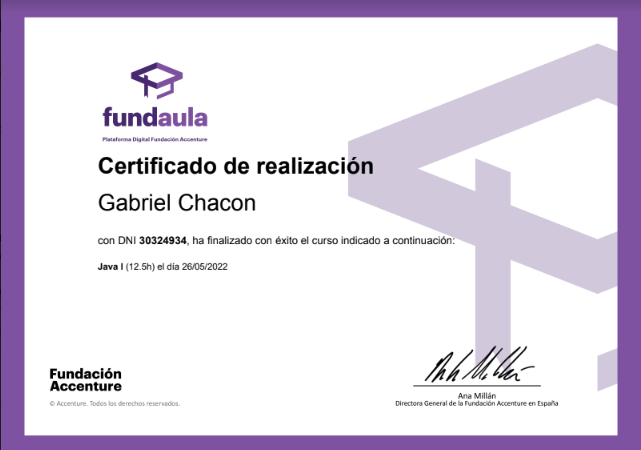 fundaula
Plataforma Digital Fundación Accenture
Certificado de realización
Gabriel Chacon
con DNI 30324934, ha finalizado con éxito el curso indicado a continuación:
Java I (12.5h) el día 26/05/2022
Fundación
Accenture
© Accenture. Todos los derechos reservados.
Ana Millán
Directora General de la Fundación Accenture en España